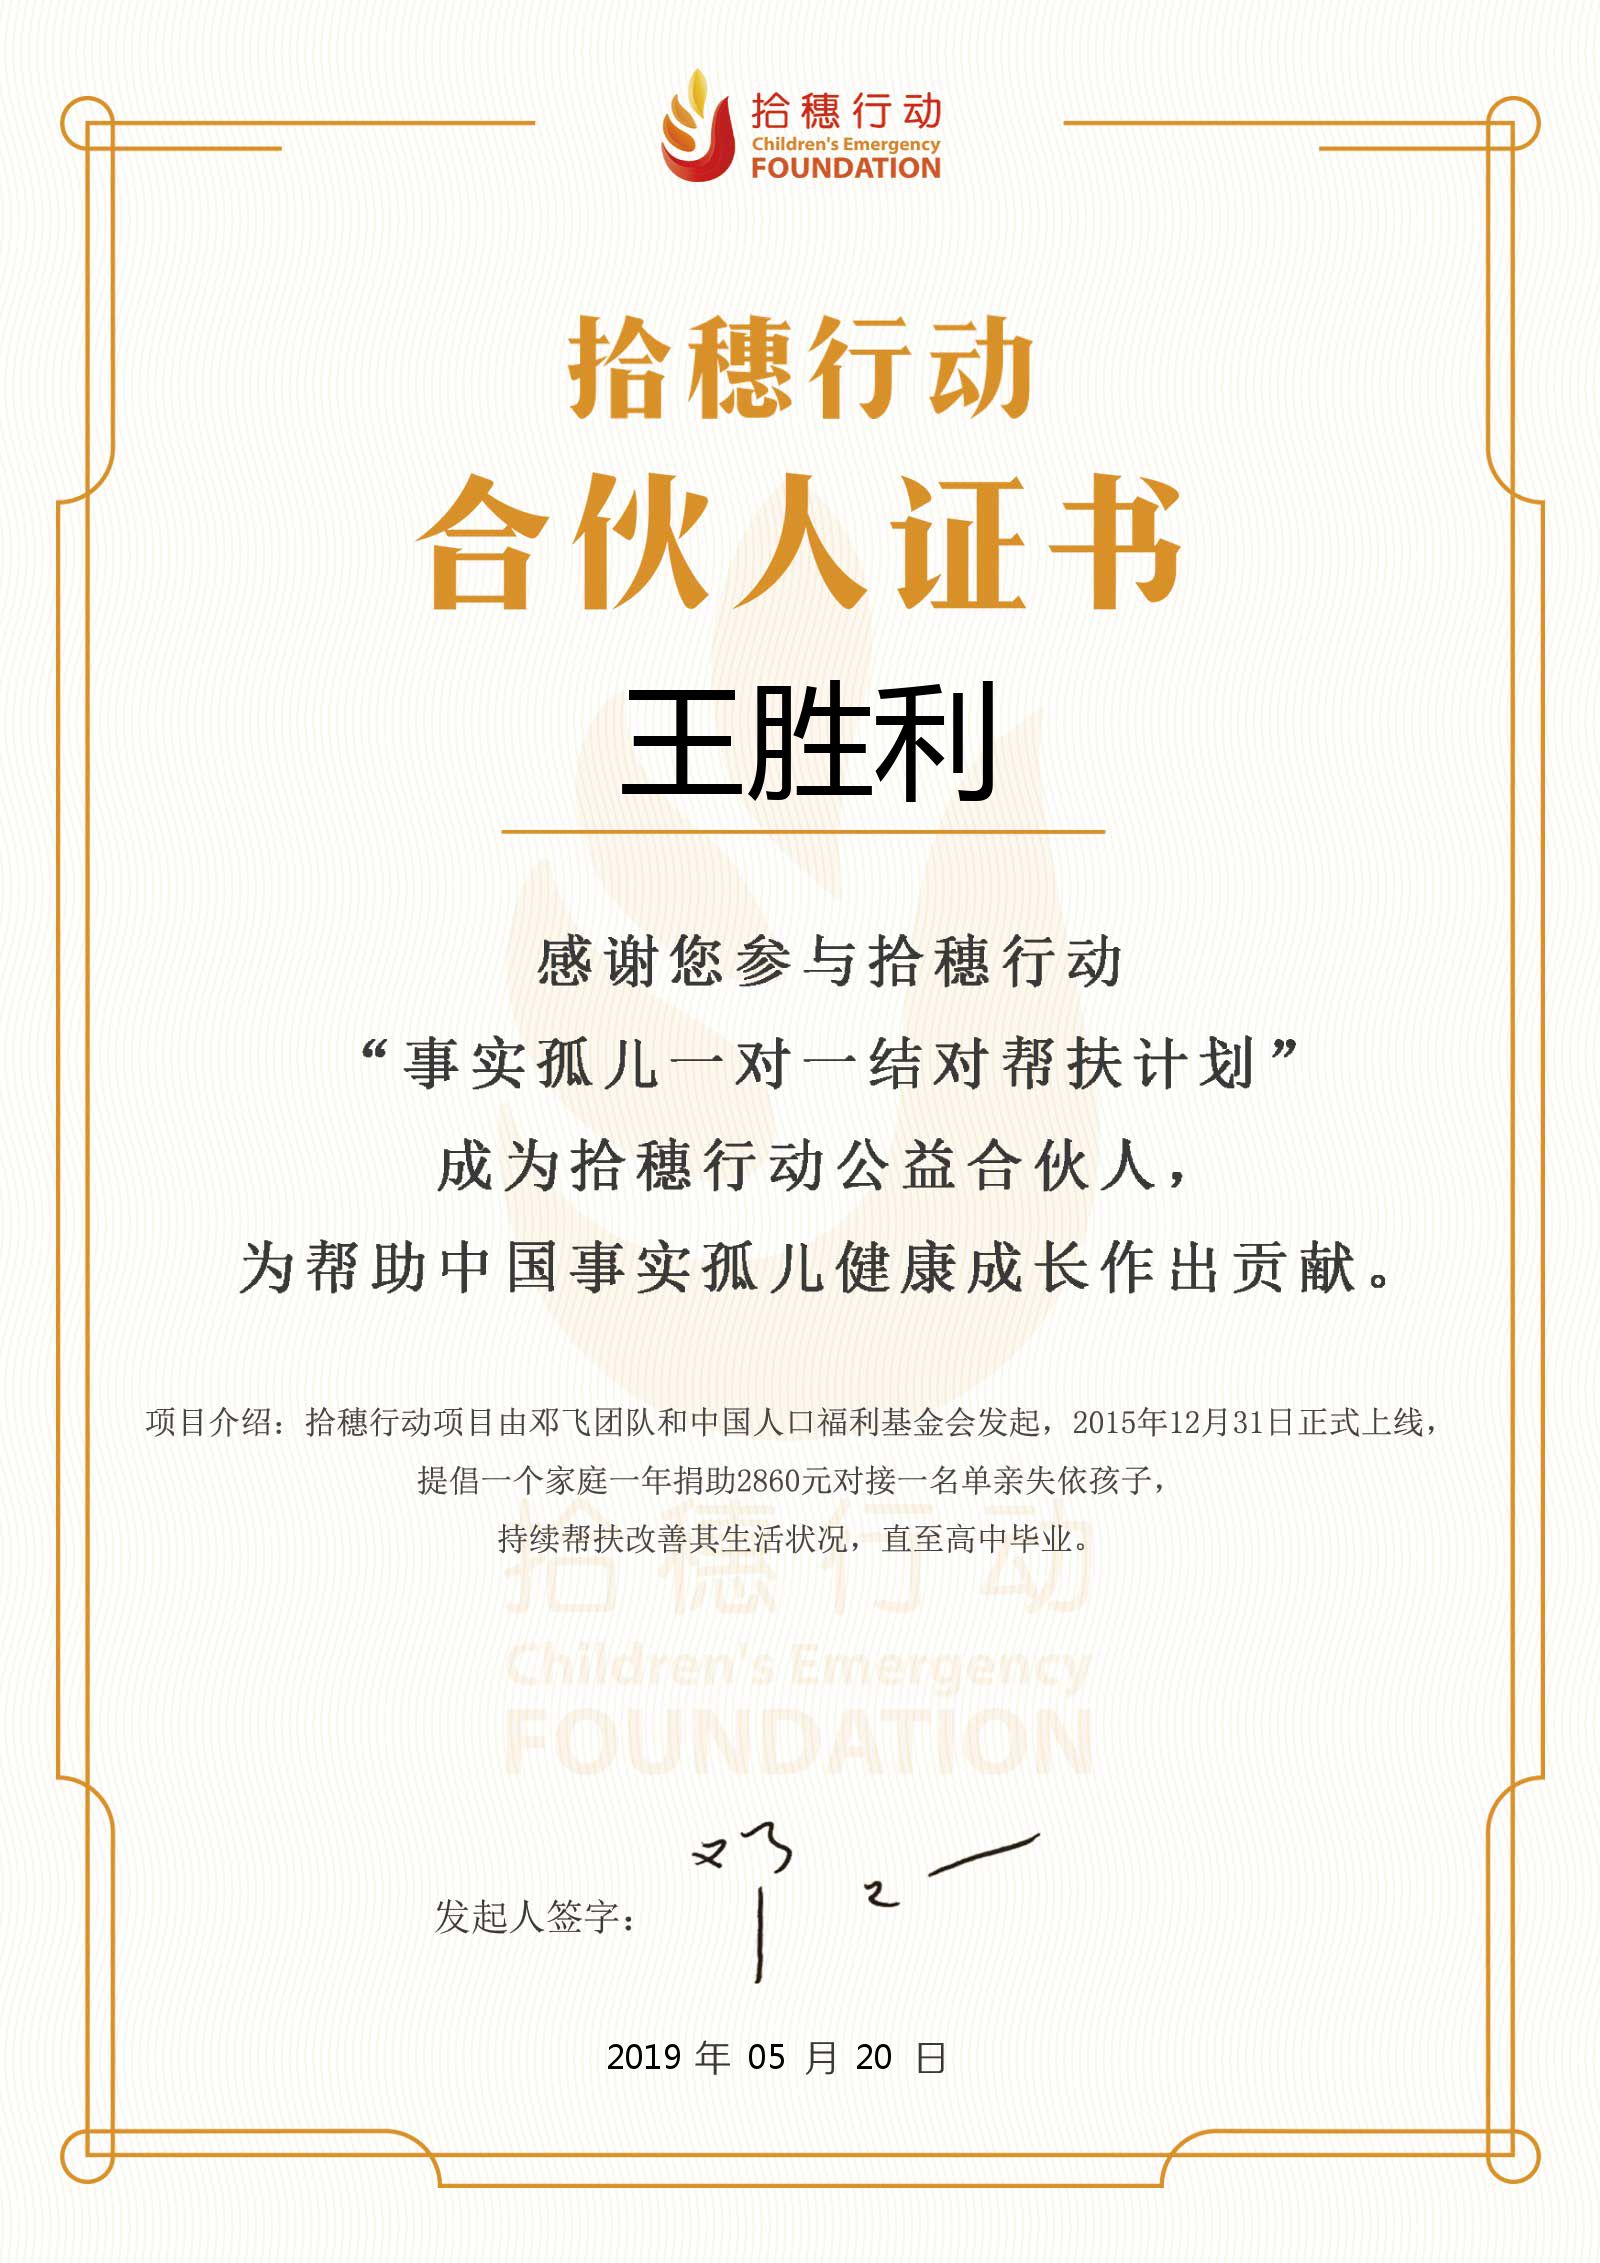 拾穗行动
Children's Emergency
FOUNDATION
拾穗行动
合伙人证书
王胜利
感谢您参与拾穗行动
“事实孤儿一对一结对帮扶计划”
成为拾穗行动公益合伙人，
为帮助中国事实孤儿健康成长作出贡献。
项目介绍：拾穗行动项目由邓飞团队和中国人口福利基金会发起，2015年12月31日正式上线，
提倡一个家庭一年捐助2860元对接一名单亲失依孩子，
持续帮扶改善其生活状况，直至高中毕业。
拾穗行动
Children's Emergency
FOUNDATION
发起人签字：
2019 年 05 月 20 日